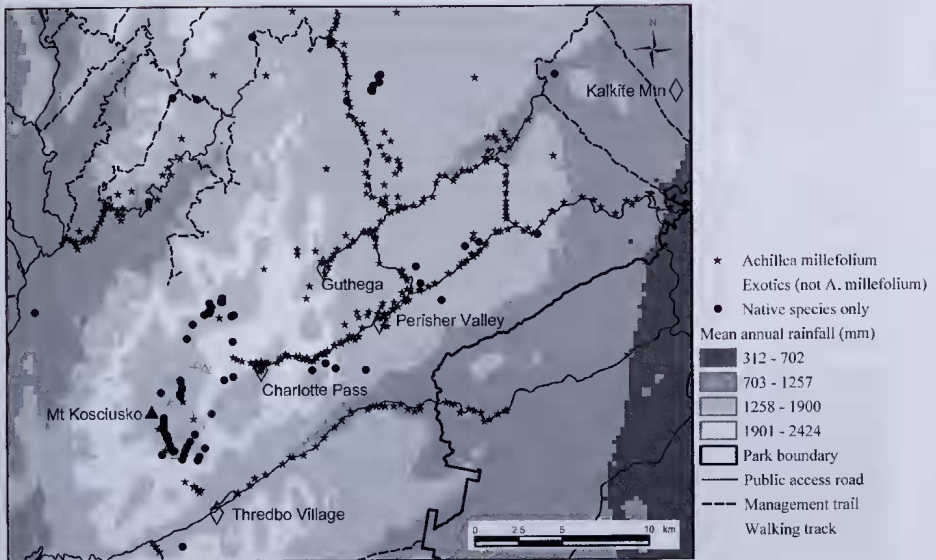 N
Kalkite Mtn
Guthega
Perisher Valley
Charlotte Pass
Mt Kosciusko
Thredbo Village
0 2.5 5 10 km
Achillea millefolium
Exotics (not A. millefolium)
Native species only
Mean annual rainfall (mm)
312 - 702
703 - 1257
1258 - 1900
1901 - 2424
Park boundary
Public access road
Management trail
Walking track